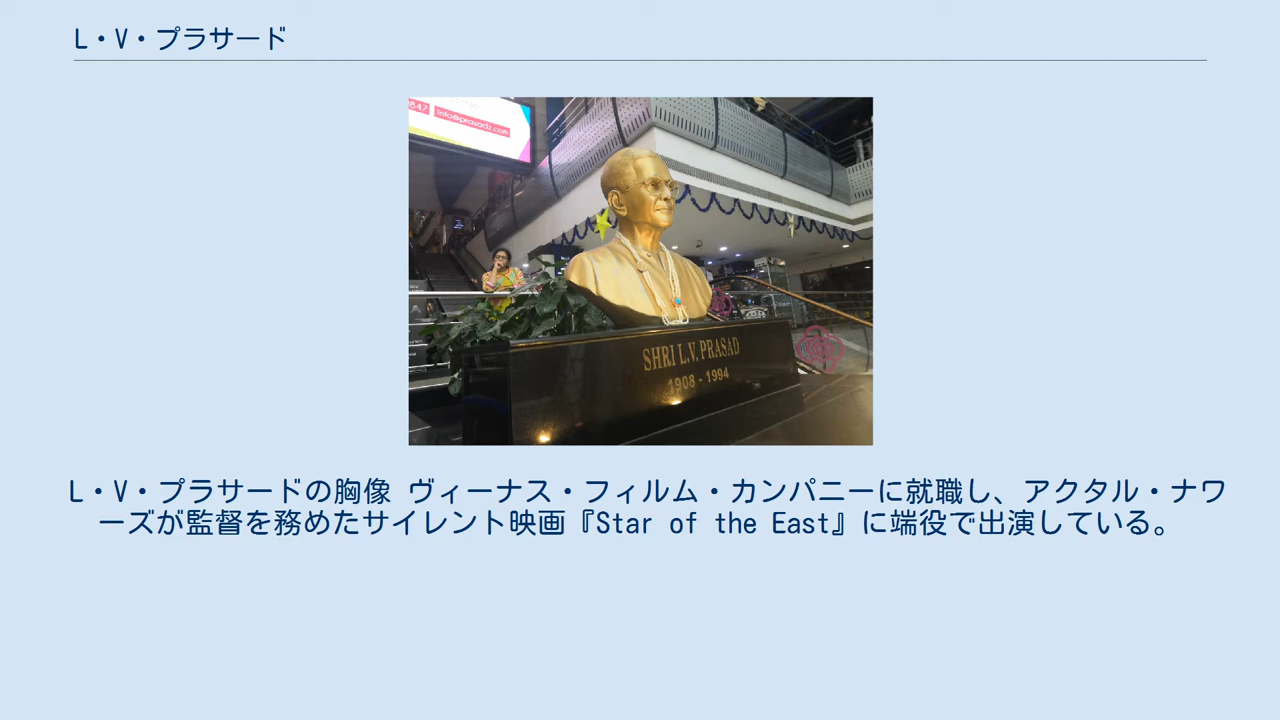 L・V・プラサード
847
info@prasadz.com
SHRI L.V. PRASAD
1908 - 1994
L・V・プラサードの胸像 ヴィーナス・フィルム・カンパニーに就職し、アクタル・ナワ
ーズが監督を務めたサイレント映画『Star of the East』に端役で出演している。